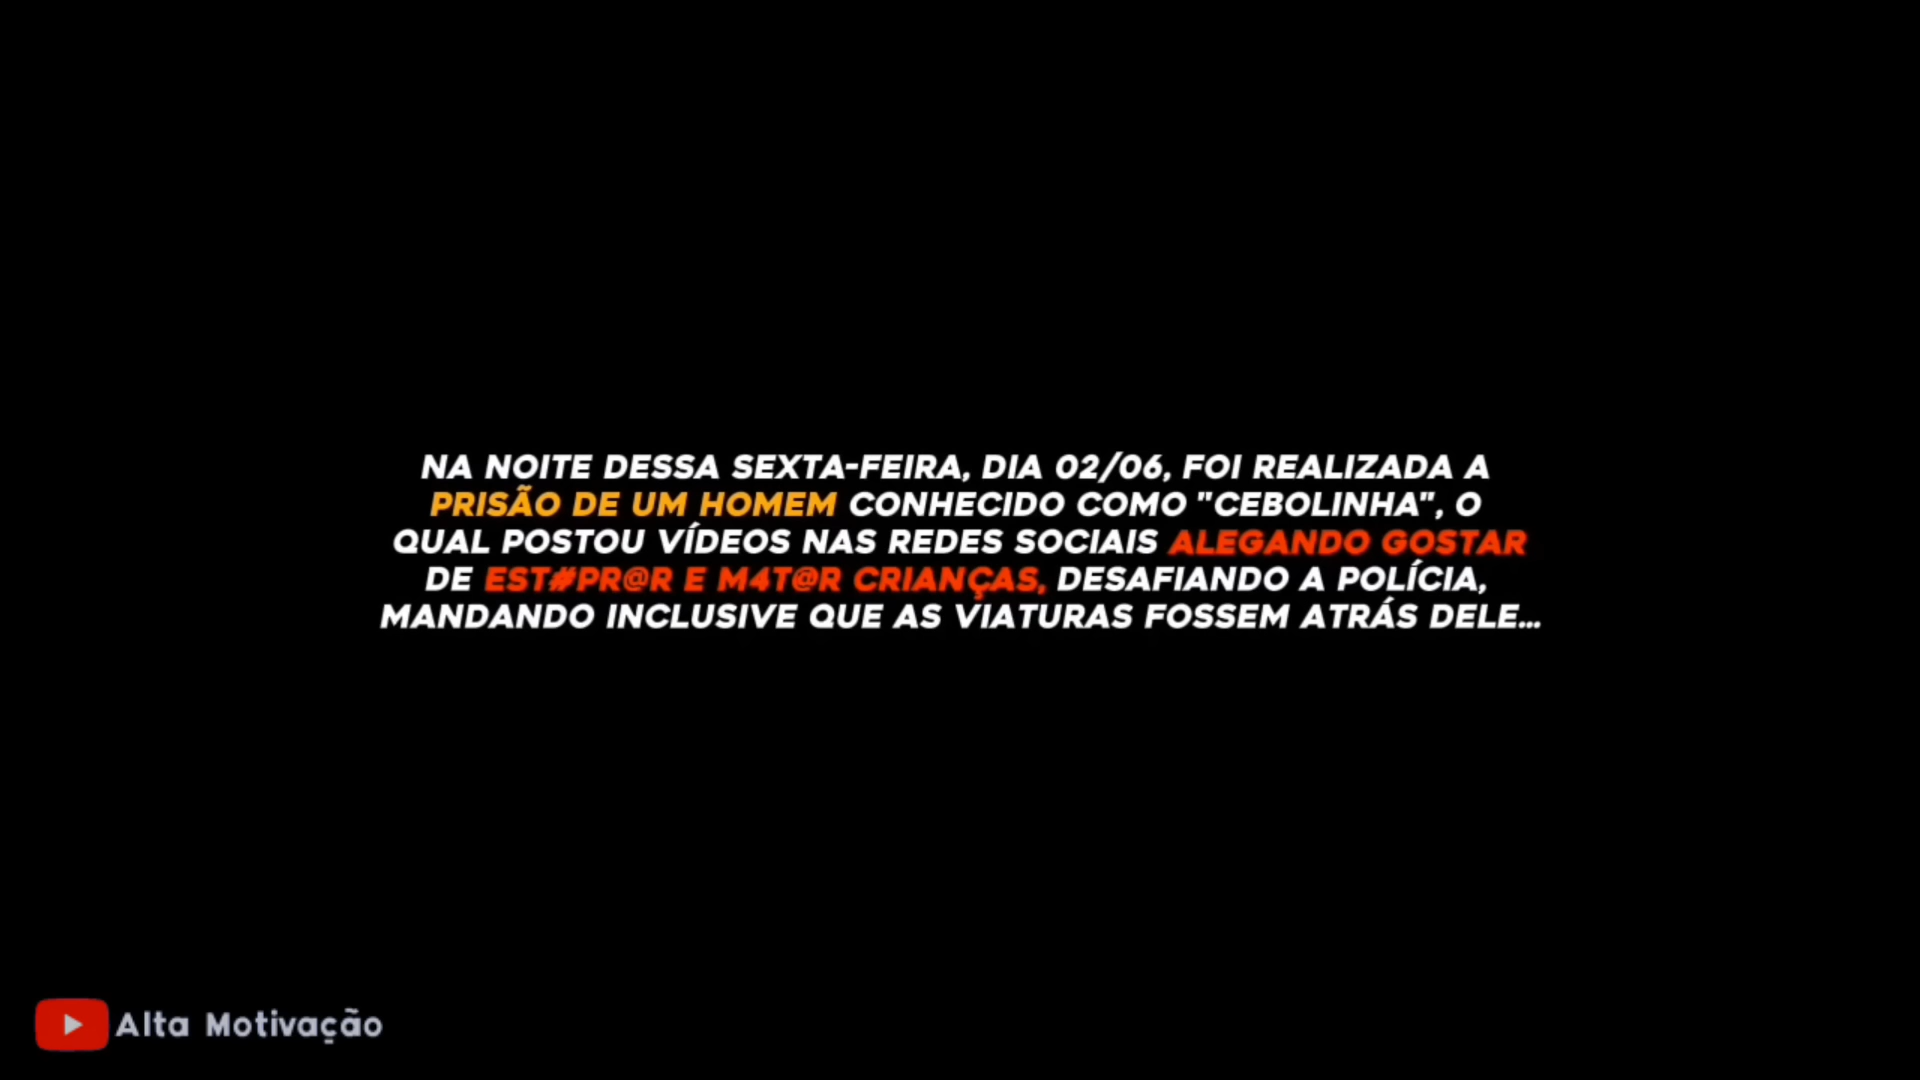 NA NOITE DESSA SEXTA-FEIRA, DIA 02/06, FOI REALIZADA A
PRISÃO DE UM HOMEM CONHECIDO COMO "CEBOLINHA", O
QUAL POSTOU VÍDEOS NAS REDES SOCIAIS ALEGANDO GOSTAR
DE EST#PR@R E M4T@R CRIANÇAS, DESAFIANDO A POLÍCIA,
MANDANDO INCLUSIVE QUE AS VIATURAS FOSSEM ATRÁS DELE...
Alta Motivação